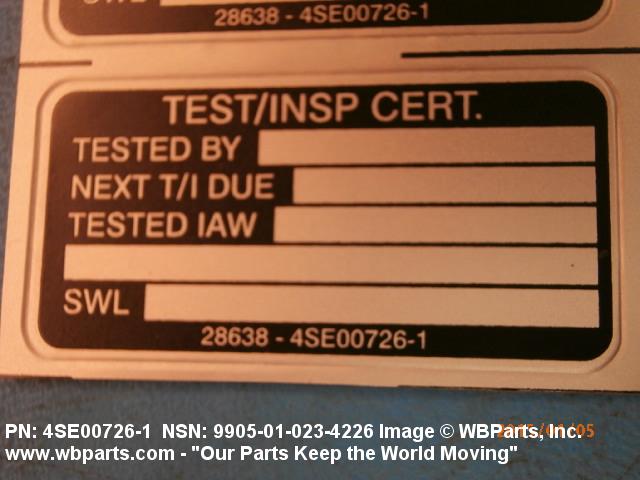 SWL
28638 - 4SE00726-1
TEST/INSP CERT.
TESTED BY
NEXT T/I DUE
TESTED IAW
SWL
28638 - 4SE00726-1
PN: 4SE00726-1 NSN: 9905-01-023-4226 Image © WBParts, Inc.
www.wbparts.com - "Our Parts Keep the World Moving"